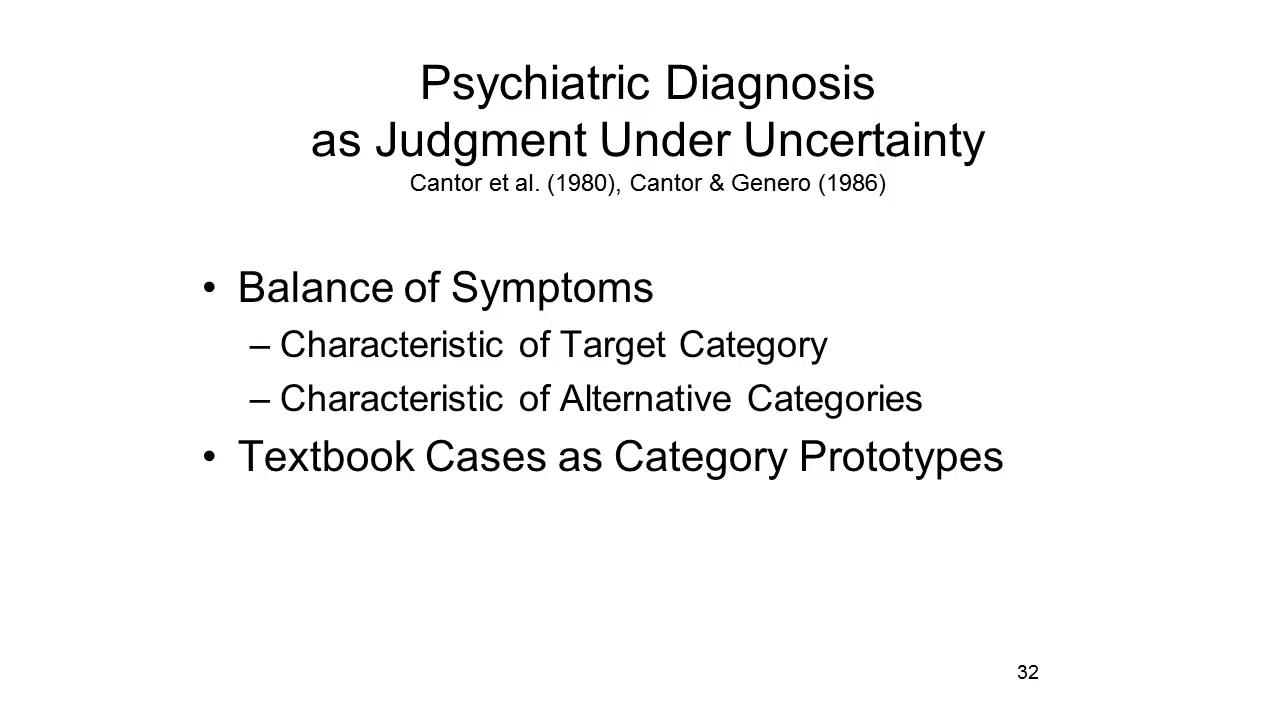 Psychiatric Diagnosis
as Judgment Under Uncertainty
Cantor et al. (1980), Cantor & Genero (1986)
• Balance of Symptoms
– Characteristic of Target Category
– Characteristic of Alternative Categories
• Textbook Cases as Category Prototypes
32